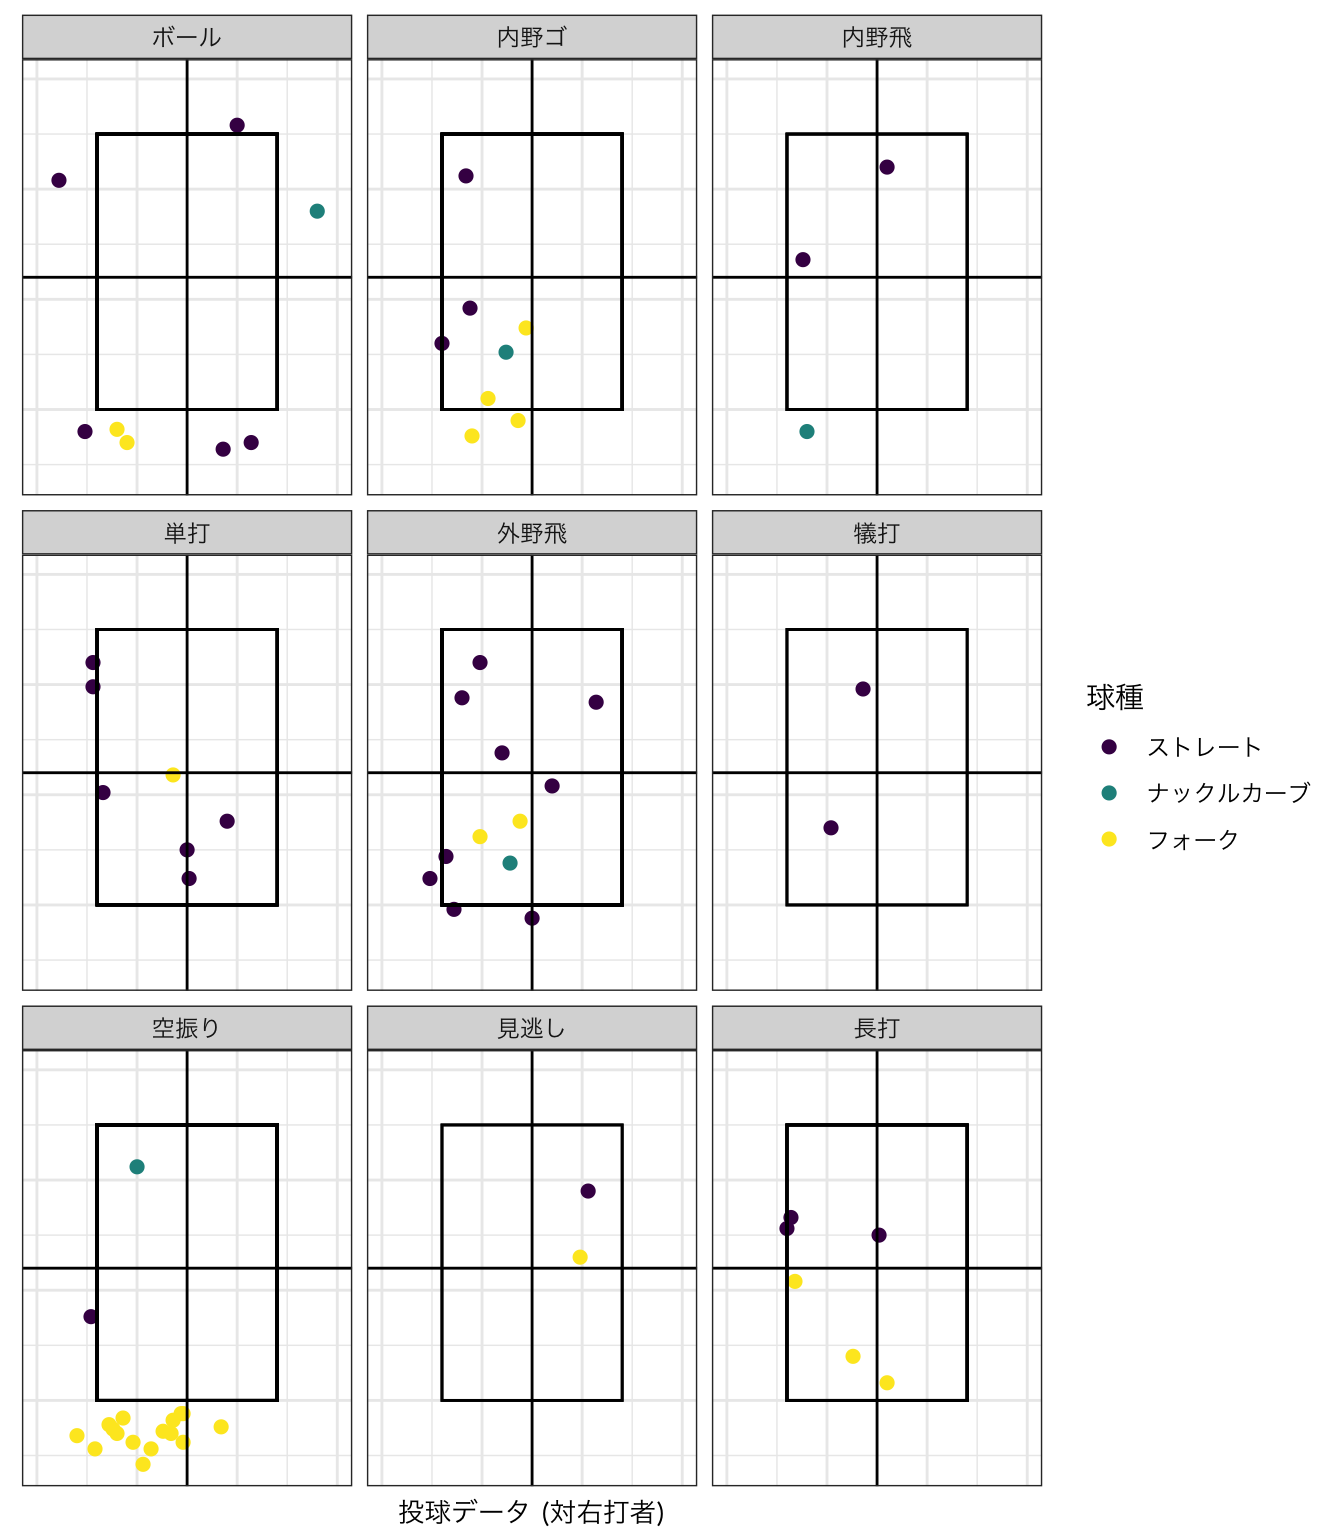 ボール
内野ゴ
内野飛
単打
外野飛
犠打
空振り
見逃し
長打
球種
ストレート
ナックルカーブ
フォーク
投球データ (対右打者)